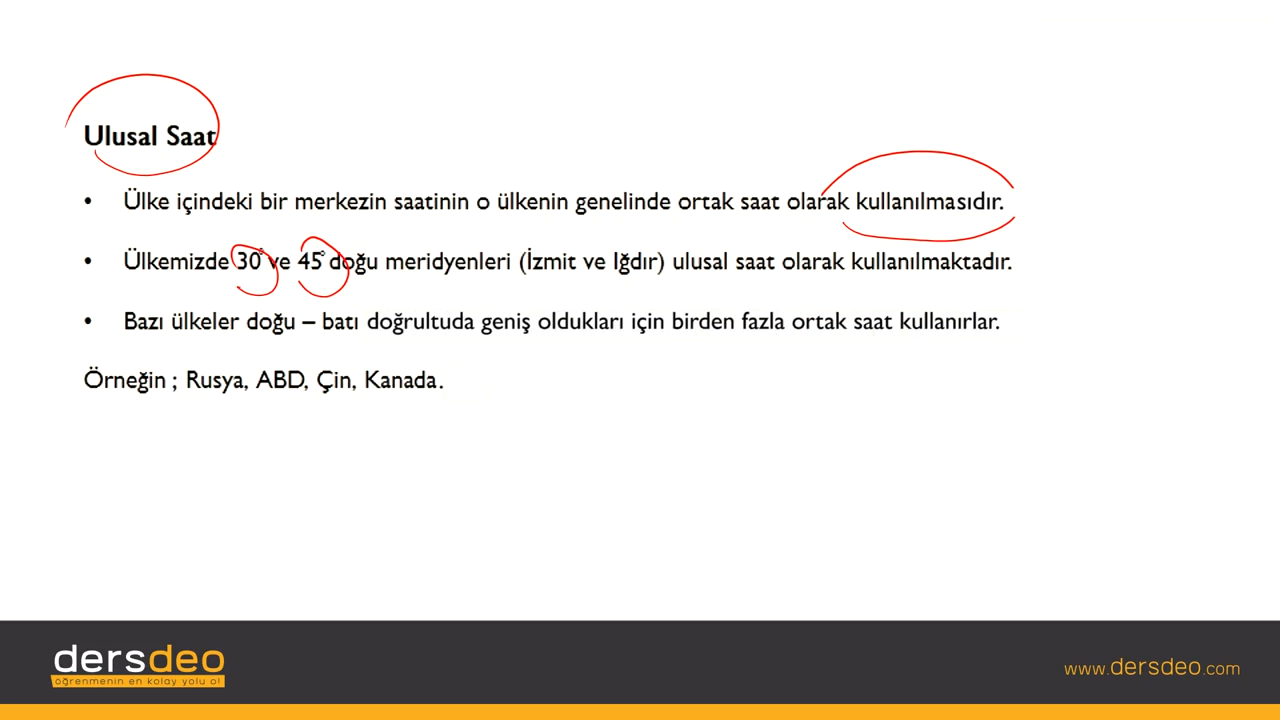 Ulusal Saat
• Ülke içindeki bir merkezin saatinin o ülkenin genelinde ortak saat olarak kullanılmasıdır.
• Ülkemizde 30° ve 45° doğu meridyenleri (İzmit ve Iğdır) ulusal saat olarak kullanılmaktadır.
• Bazı ülkeler doğu – batı doğrultuda geniş oldukları için birden fazla ortak saat kullanırlar.
Örneğin ; Rusya, ABD, Çin, Kanada.
dersdeo
öğrenmenin en kolay yolu o!
www.dersdeo.com